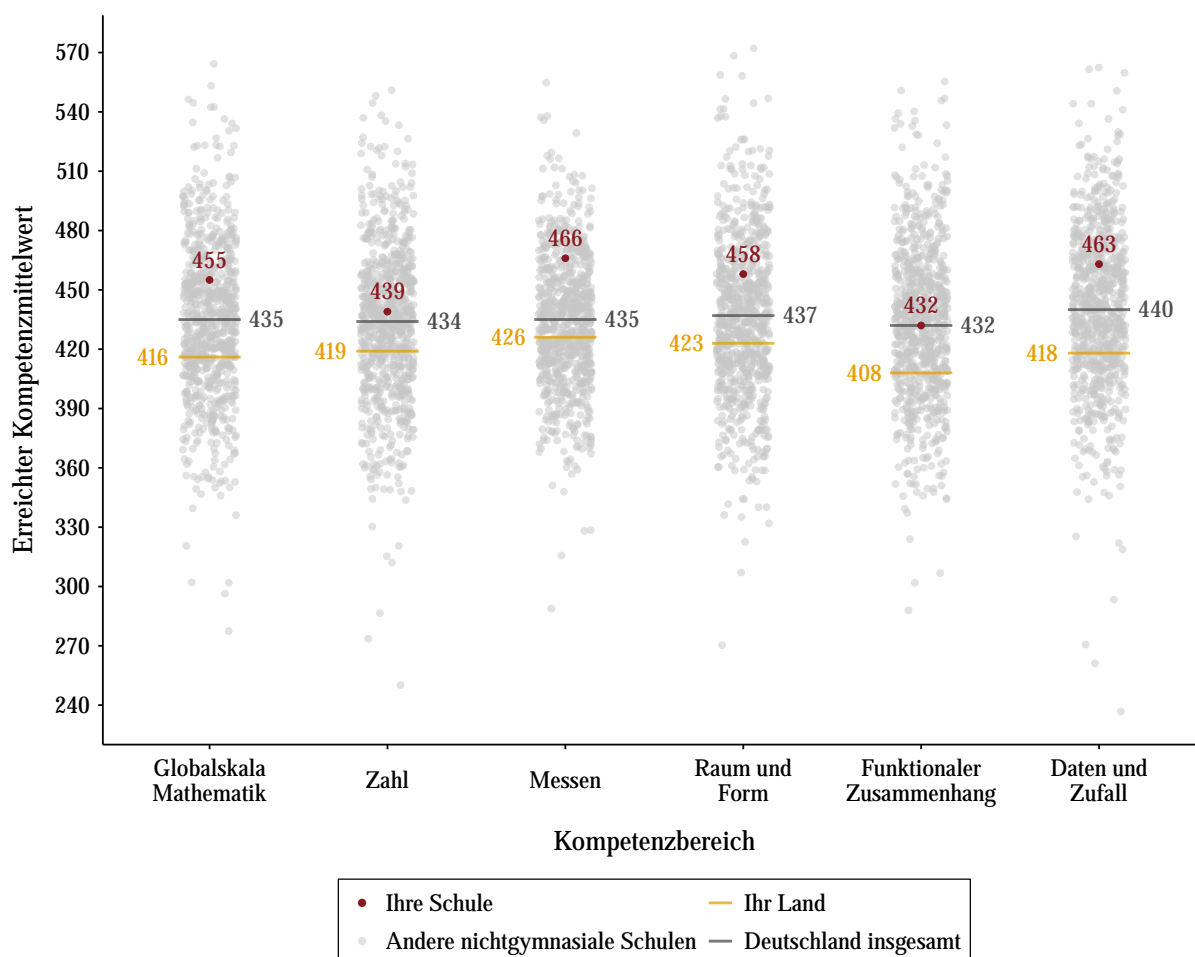 Erreichter Kompetenzmittelwert
570
540
510
480
450
420
390
360
330
300
270
240
455
435
416
439
434
419
466
435
426
458
437
423
432
432
408
463
440
418
Globalskala
Mathematik
Zahl
Messen
Raum und
Form
Funktionaler
Zusammenhang
Daten und
Zufall
Kompetenzbereich
Ihre Schule
Ihr Land
Andere nichtgymnasiale Schulen
Deutschland insgesamt